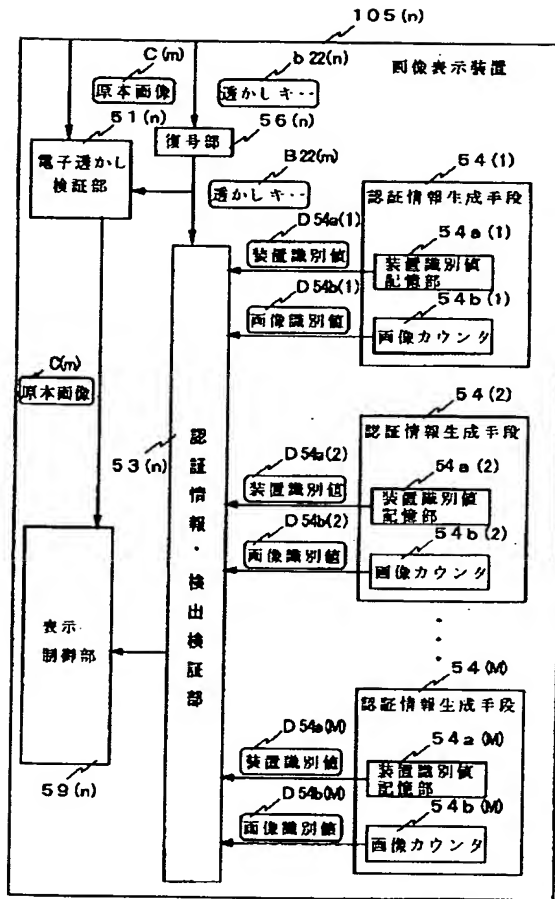 105(n)
C(m)
b22(n)
画像表示装置
原本画像
透かしキ‥
51(n)
56(n)
電子透かし
検証部
復号部
B22(m)
透かしキ‥
54(1)
認証情報生成手段
D54a(1)
54a(1)
装置識別値
装置識別値
記憶部
D54b(1)
54b(1)
画像識別値
画像カウンタ
C(m)
原本画像
53(n)
認証情報・検出検証部
54(2)
認証情報生成手段
D54a(2)
54a(2)
装置識別値
装置識別値
記憶部
D54b(2)
54b(2)
画像識別値
画像カウンタ
表示
制御部
59(n)
54(M)
認証情報生成手段
D54a(M)
54a(M)
装置識別値
装置識別値
記憶部
D54b(M)
54b(M)
画像識別値
画像カウンタ